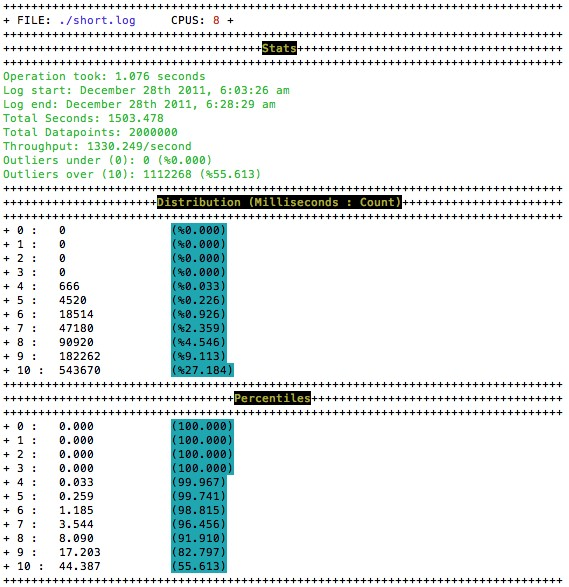 ++++++++++++++++++++++++++++++++++++++++++++++++++++++++++++++++++++++++++++++++
+ FILE: ./short.log     CPUS: 8 +
++++++++++++++++++++++++++++++++++++++++++++++++++++++++++++++++++++++++++++++++
+++++++++++++++++++++++++++++++++++++Stats++++++++++++++++++++++++++++++++++++++
++++++++++++++++++++++++++++++++++++++++++++++++++++++++++++++++++++++++++++++++
Operation took: 1.076 seconds
Log start: December 28th 2011, 6:03:26 am
Log end: December 28th 2011, 6:28:29 am
Total Seconds: 1503.478
Total Datapoints: 2000000
Throughput: 1330.249/second
Outliers under (0): 0 (%0.000)
Outliers over (10): 1112268 (%55.613)
++++++++++++++++++++++++++++++++++++++++++++++++++++++++++++++++++++++++++++++++
++++++++++++++++++++++Distribution (Milliseconds : Count)+++++++++++++++++++++++
++++++++++++++++++++++++++++++++++++++++++++++++++++++++++++++++++++++++++++++++
+ 0 :   0               (%0.000)
+ 1 :   0               (%0.000)
+ 2 :   0               (%0.000)
+ 3 :   0               (%0.000)
+ 4 :   666             (%0.033)
+ 5 :   4520            (%0.226)
+ 6 :   18514           (%0.926)
+ 7 :   47180           (%2.359)
+ 8 :   90920           (%4.546)
+ 9 :   182262          (%9.113)
+ 10 :  543670          (%27.184)
++++++++++++++++++++++++++++++++++++++++++++++++++++++++++++++++++++++++++++++++
+++++++++++++++++++++++++++++++++Percentiles++++++++++++++++++++++++++++++++++++
++++++++++++++++++++++++++++++++++++++++++++++++++++++++++++++++++++++++++++++++
+ 0 :   0.000           (100.000)
+ 1 :   0.000           (100.000)
+ 2 :   0.000           (100.000)
+ 3 :   0.000           (100.000)
+ 4 :   0.033           (99.967)
+ 5 :   0.259           (99.741)
+ 6 :   1.185           (98.815)
+ 7 :   3.544           (96.456)
+ 8 :   8.090           (91.910)
+ 9 :   17.203          (82.797)
+ 10 :  44.387          (55.613)
++++++++++++++++++++++++++++++++++++++++++++++++++++++++++++++++++++++++++++++++